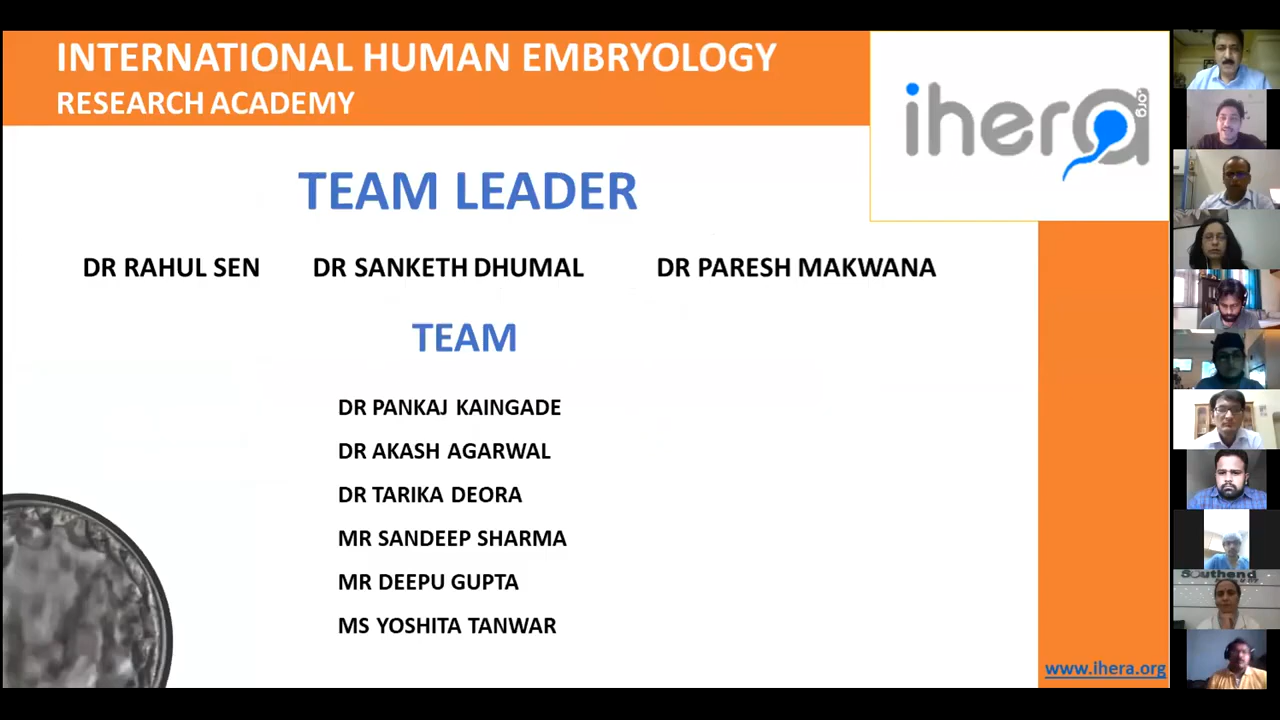 INTERNATIONAL HUMAN EMBRYOLOGY
RESEARCH ACADEMY
ihera.org
TEAM LEADER
DR RAHUL SEN DR SANKETH DHUMAL DR PARESH MAKWANA
TEAM
DR PANKAJ KAINGADE
DR AKASH AGARWAL
DR TARIKA DEORA
MR SANDEEP SHARMA
MR DEEPU GUPTA
MS YOSHITA TANWAR
Southend
www.ihera.org